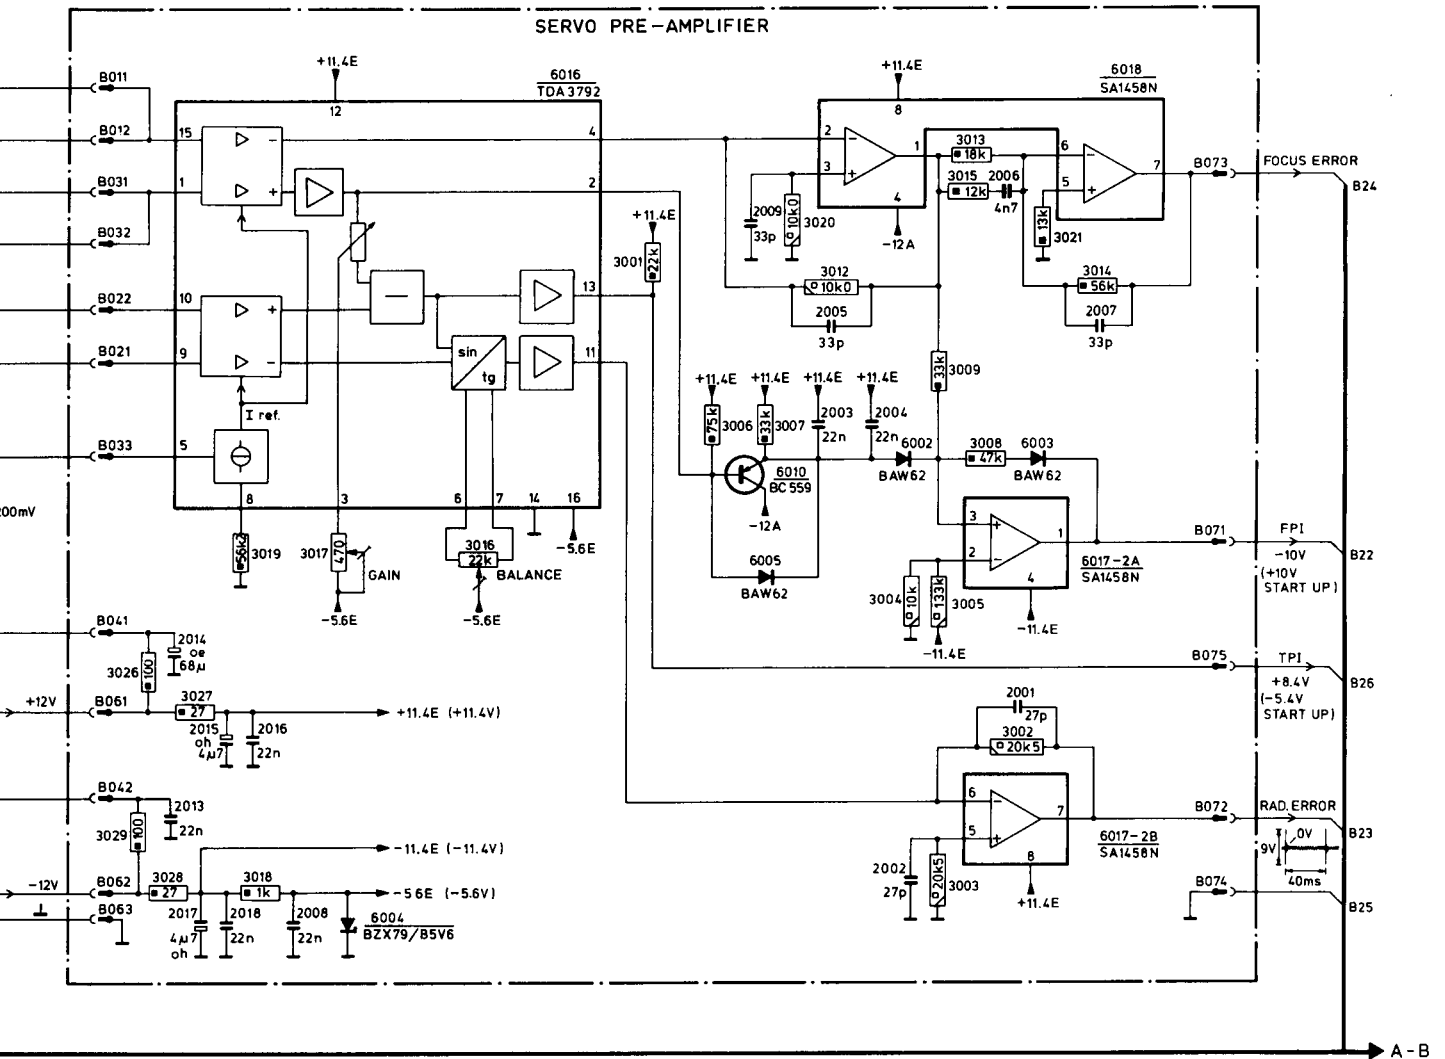 SERVO PRE-AMPLIFIER
+11.4E
12
6016
TDA3792
+11.4E
8
6018
SA1458N
B011
B012
15
B031
1
B032
B022
10
B021
9
B033
5
I ref.
+
-
+
-
-
sin
tg
4
2
13
11
8
3
6
7
14
16
-5.6E
200mV
56k2
3019
3017
470
GAIN
-5.6E
3016
22k
BALANCE
-5.6E
+11.4E
3001
22k
2
3
1
4
-12A
2009
33p
10k0
3020
3013
18k
3015
12k
2006
4n7
6
5
7
13k
3021
3012
10k0
2005
33p
3014
56k
2007
33p
B073
FOCUS ERROR
B24
33k
3009
+11.4E
+11.4E
+11.4E
+11.4E
75k
3006
33k
3007
2003
22n
2004
22n
6002
BAW62
3008
47k
6003
BAW62
6010
BC559
-12A
6005
BAW62
3
2
1
4
-11.4E
6017-2A
SA1458N
3004
10k
133k
3005
-11.4E
B071
FPI
-10V
(+10V
START UP)
B22
B075
TPI
+8.4V
(-5.4V
START UP)
B26
B041
3026
100
2014
oe
68µ
+12V
B061
3027
27
2015
oh
4µ7
2016
22n
+11.4E (+11.4V)
B042
3029
100
2013
22n
-11.4E (-11.4V)
-12V
B062
3028
27
3018
1k
-5.6E (-5.6V)
B063
2017
4µ7
oh
2018
22n
2008
22n
6004
BZX79/B5V6
2001
27p
3002
20k5
6
5
7
8
+11.4E
6017-2B
SA1458N
2002
27p
20k5
3003
B072
RAD. ERROR
B23
9V
0V
40ms
B074
B25
A-B